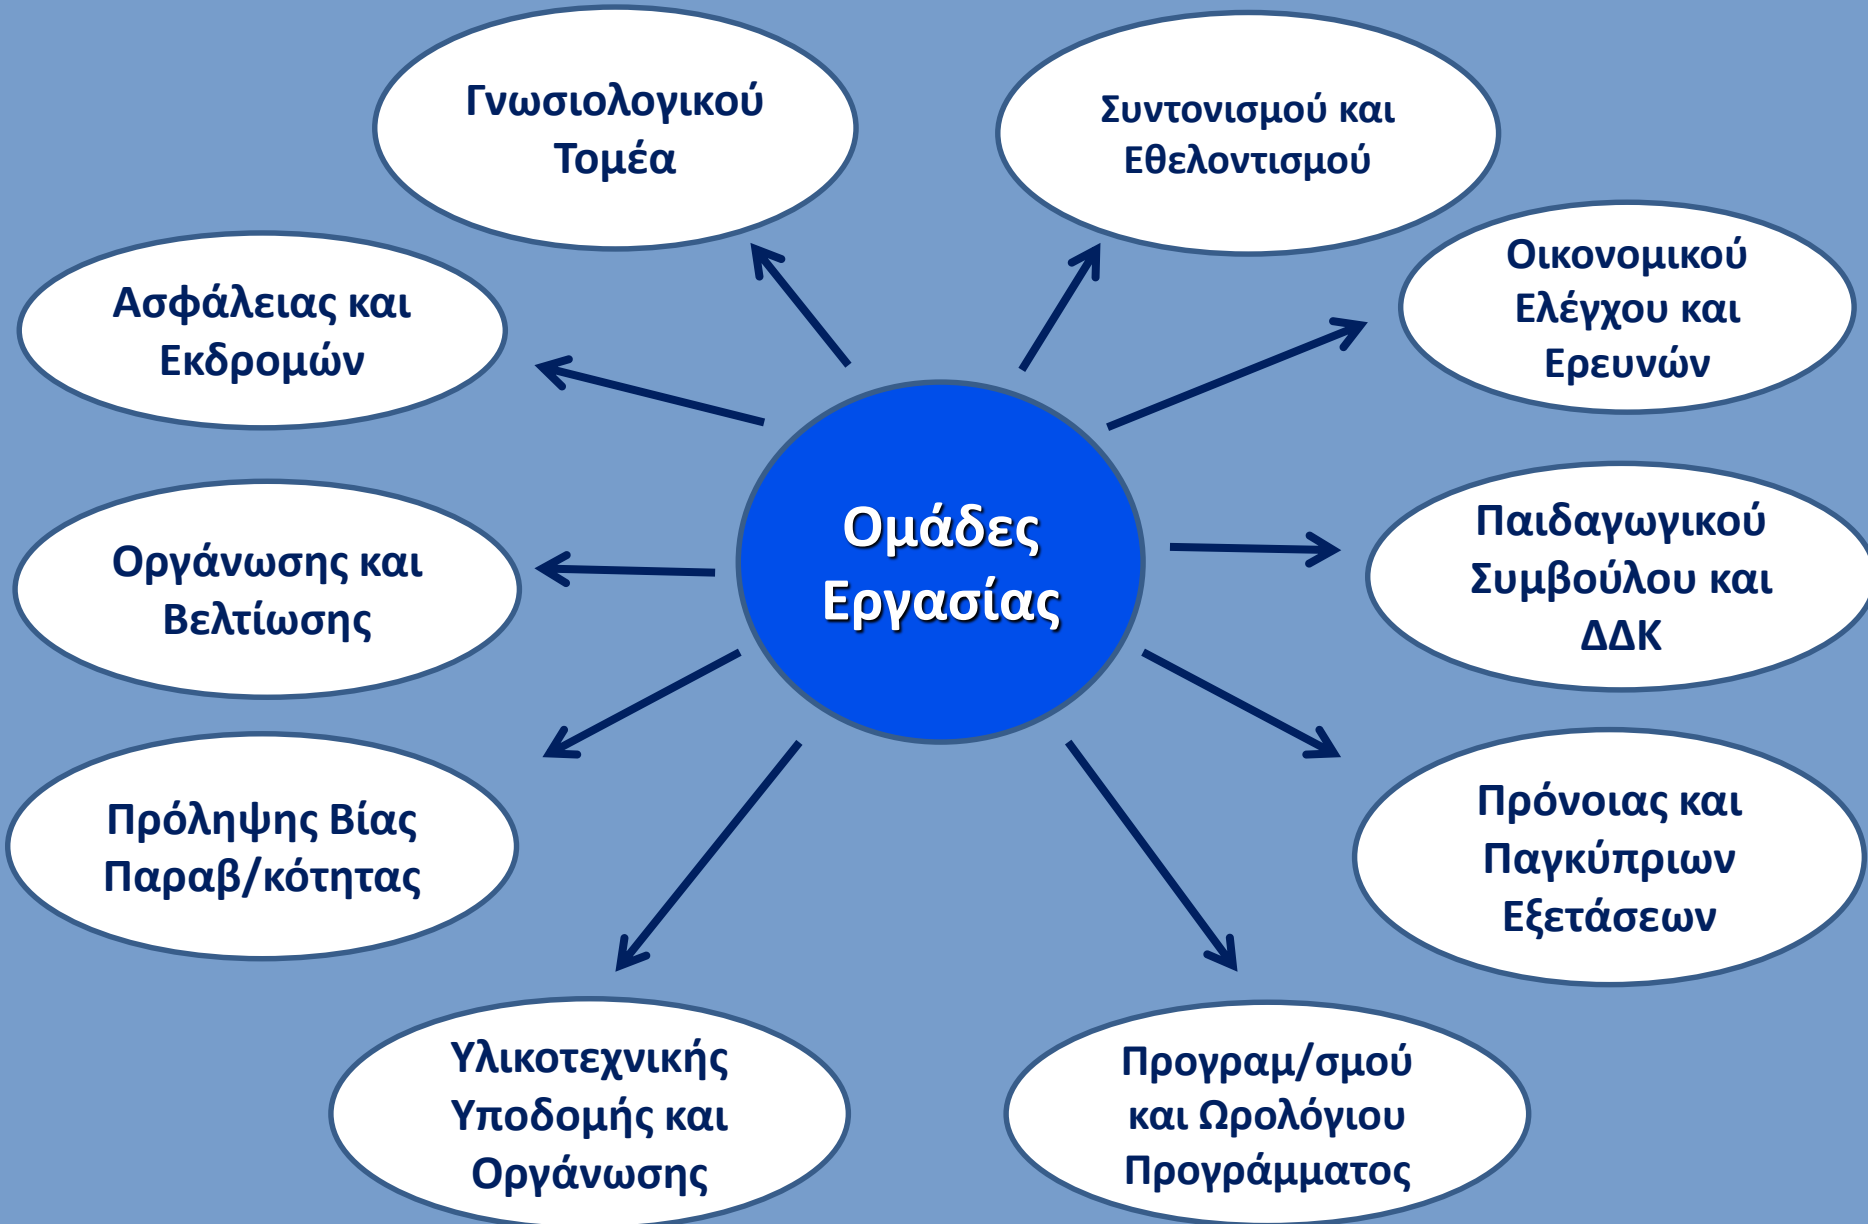 Γνωσιολογικού
Τομέα
Συντονισμού και
Εθελοντισμού
Οικονομικού
Ελέγχου και
Ερευνών
Ασφάλειας και
Εκδρομών
Ομάδες
Εργασίας
Παιδαγωγικού
Συμβούλου και
ΔΔΚ
Οργάνωσης και
Βελτίωσης
Πρόνοιας και
Παγκύπριων
Εξετάσεων
Πρόληψης Βίας
Παραβ/κότητας
Υλικοτεχνικής
Υποδομής και
Οργάνωσης
Προγραμ/σμού
και Ωρολόγιου
Προγράμματος